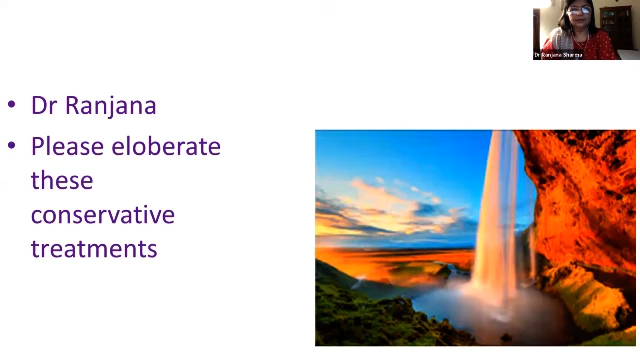 Dr Ranjana Sharma
• Dr Ranjana
• Please eloberate
these
conservative
treatments